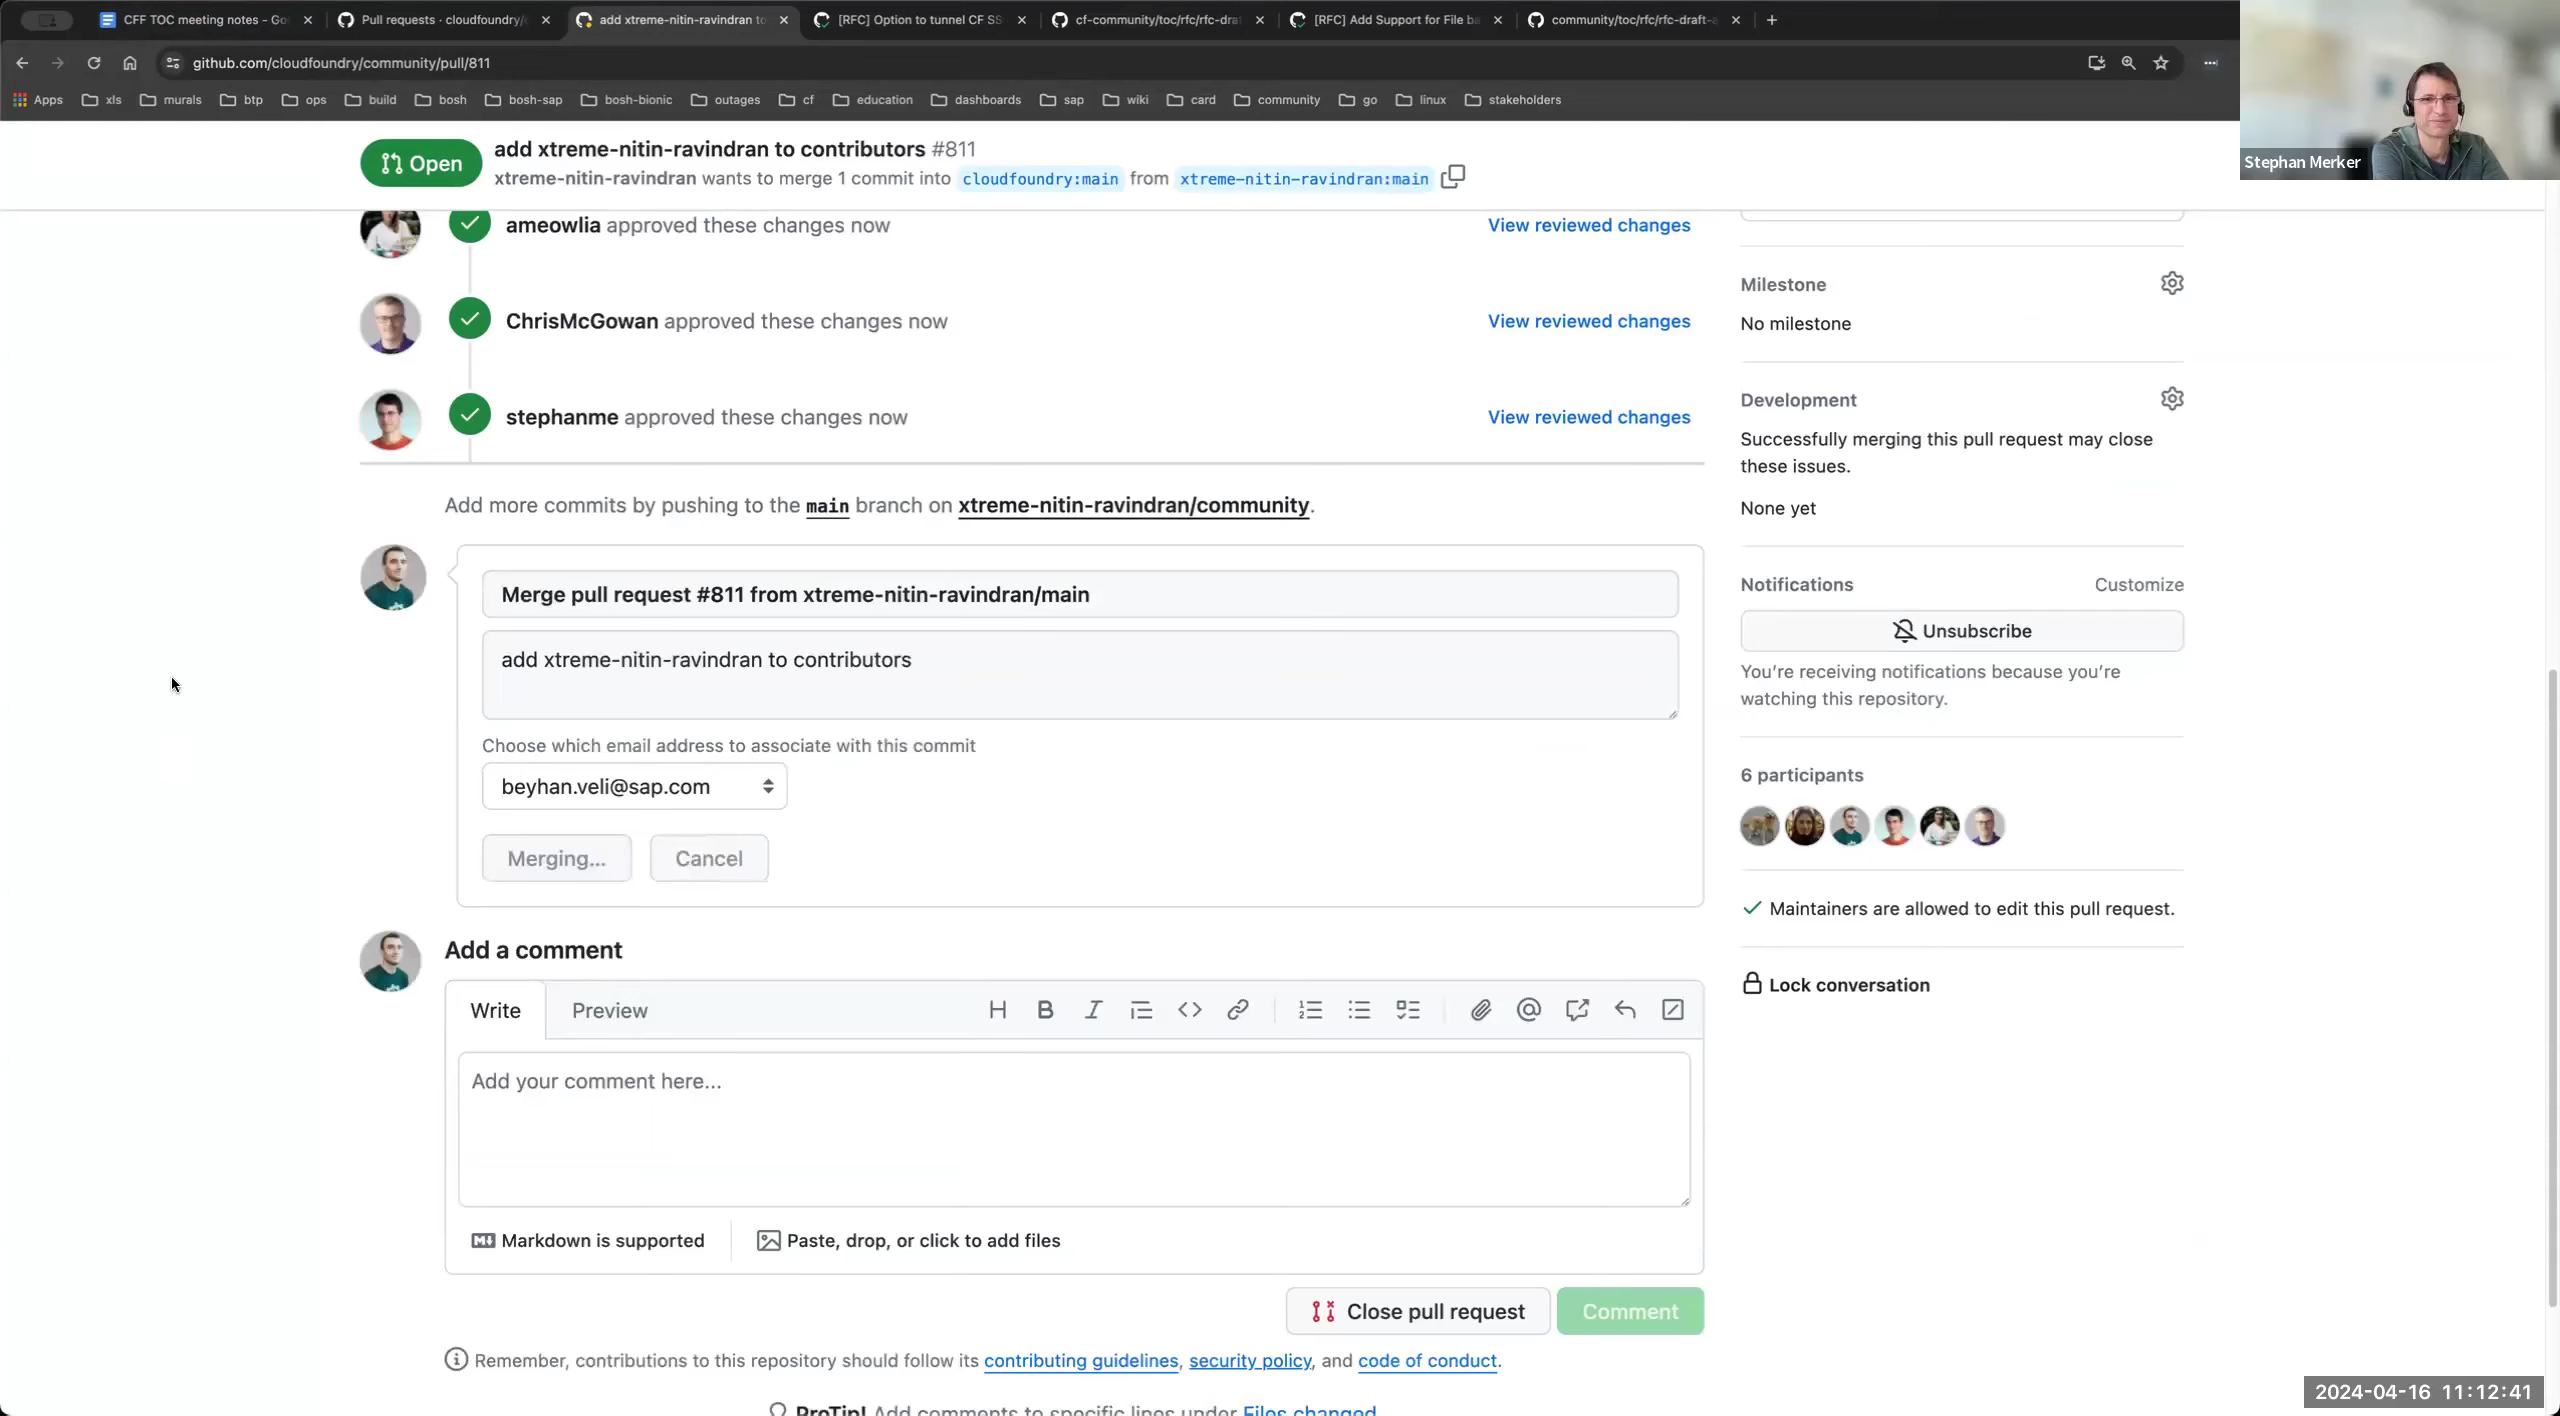 CFF TOC meeting notes - Go
Pull requests · cloudfoundry/
add xtreme-nitin-ravindran to
[RFC] Option to tunnel CF SS
cf-community/toc/rfc/rfc-dra
[RFC] Add Support for File ba
community/toc/rfc/rfc-draft-
github.com/cloudfoundry/community/pull/811
Apps xls murals btp ops build bosh bosh-sap bosh-bionic outages cf education dashboards sap wiki card community go linux stakeholders
Stephan Merker
Open
add xtreme-nitin-ravindran to contributors #811
xtreme-nitin-ravindran wants to merge 1 commit into cloudfoundry:main from xtreme-nitin-ravindran:main
ameowlia approved these changes now
View reviewed changes
ChrisMcGowan approved these changes now
View reviewed changes
stephanme approved these changes now
View reviewed changes
Add more commits by pushing to the main branch on xtreme-nitin-ravindran/community.
Merge pull request #811 from xtreme-nitin-ravindran/main
add xtreme-nitin-ravindran to contributors
Choose which email address to associate with this commit
beyhan.veli@sap.com
Merging...
Cancel
Add a comment
Write
Preview
Add your comment here...
Markdown is supported
Paste, drop, or click to add files
Close pull request
Comment
Remember, contributions to this repository should follow its contributing guidelines, security policy, and code of conduct.
ProTip! Add comments to specific lines under Files changed
Milestone
No milestone
Development
Successfully merging this pull request may close
these issues.
None yet
Notifications
Customize
Unsubscribe
You're receiving notifications because you're
watching this repository.
6 participants
Maintainers are allowed to edit this pull request.
Lock conversation
2024-04-16 11:12:41